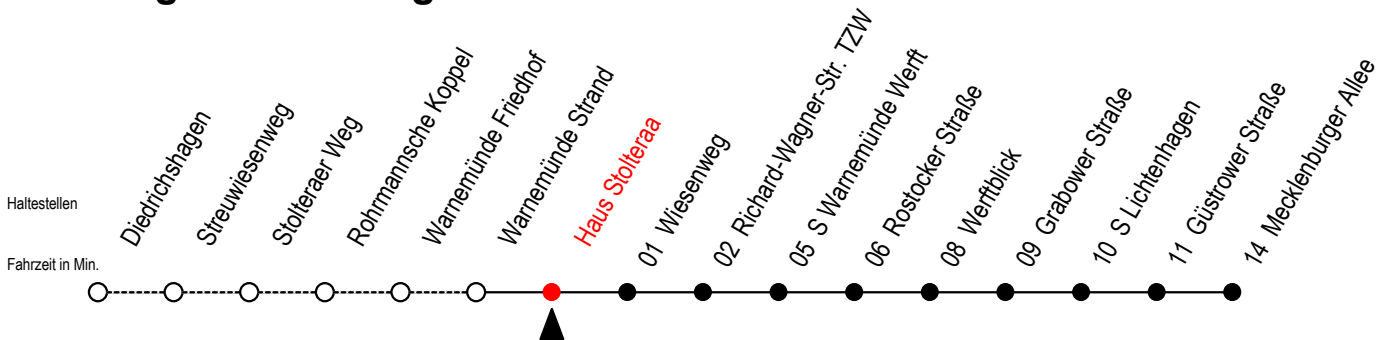 Haltestellen
Fahrzeit in Min.
Diedrichshagen
Streuwiesenweg
Stolteraer Weg
Rohrmannsche Koppel
Warnemünde Friedhof
Warnemünde Strand
Haus Stolteraa
01 Wiesenweg
02 Richard-Wagner-Str. TZW
05 S Warnemünde Werft
06 Rostocker Straße
08 Werftblick
09 Grabower Straße
10 S Lichtenhagen
11 Güstrower Straße
14 Mecklenburger Allee